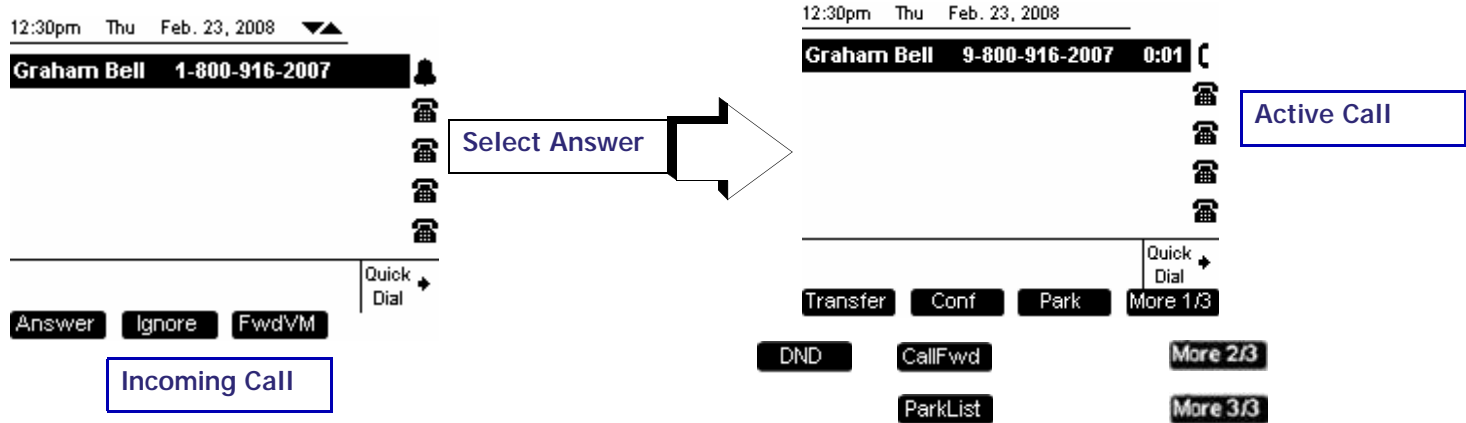 12:30pm Thu Feb. 23, 2008
Graham Bell 1-800-916-2007
Quick
Dial
Answer Ignore FwdVM
Incoming Call
Select Answer
12:30pm Thu Feb. 23, 2008
Graham Bell 9-800-916-2007 0:01
Quick
Dial
Transfer Conf Park More 1/3
DND CallFwd More 2/3
ParkList More 3/3
Active Call